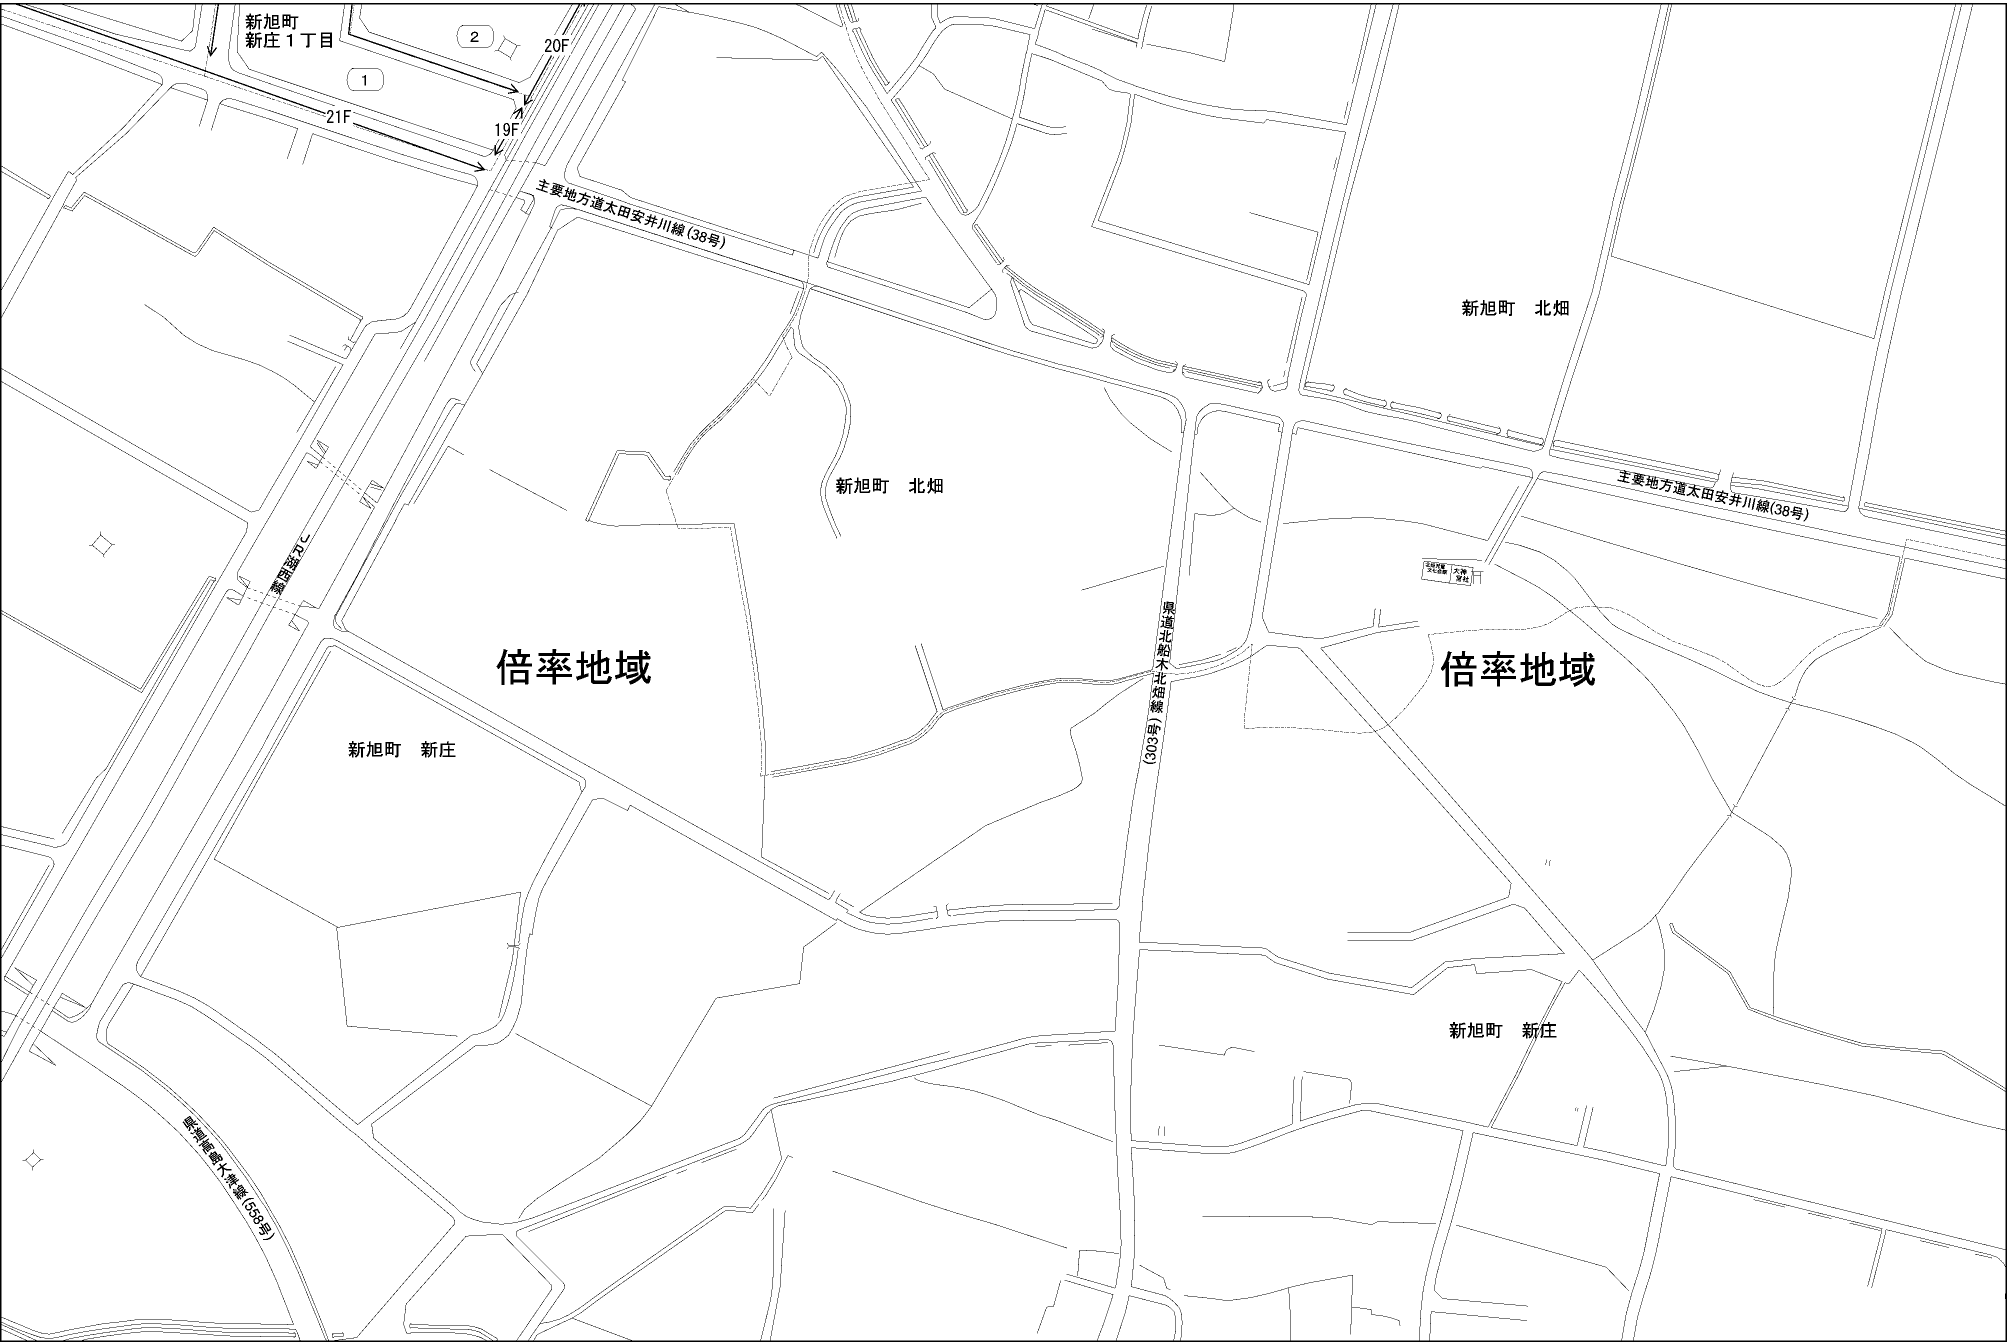 新旭町
新庄1丁目
2
20F
1
21F
19F
主要地方道太田安井川線(38号)
新旭町 北畑
新旭町 北畑
主要地方道太田安井川線(38号)
JR湖西線
大神宮社
県道北船木北畑線(303号)
倍率地域
倍率地域
新旭町 新庄
新旭町 新庄
県道高島大津線(558号)